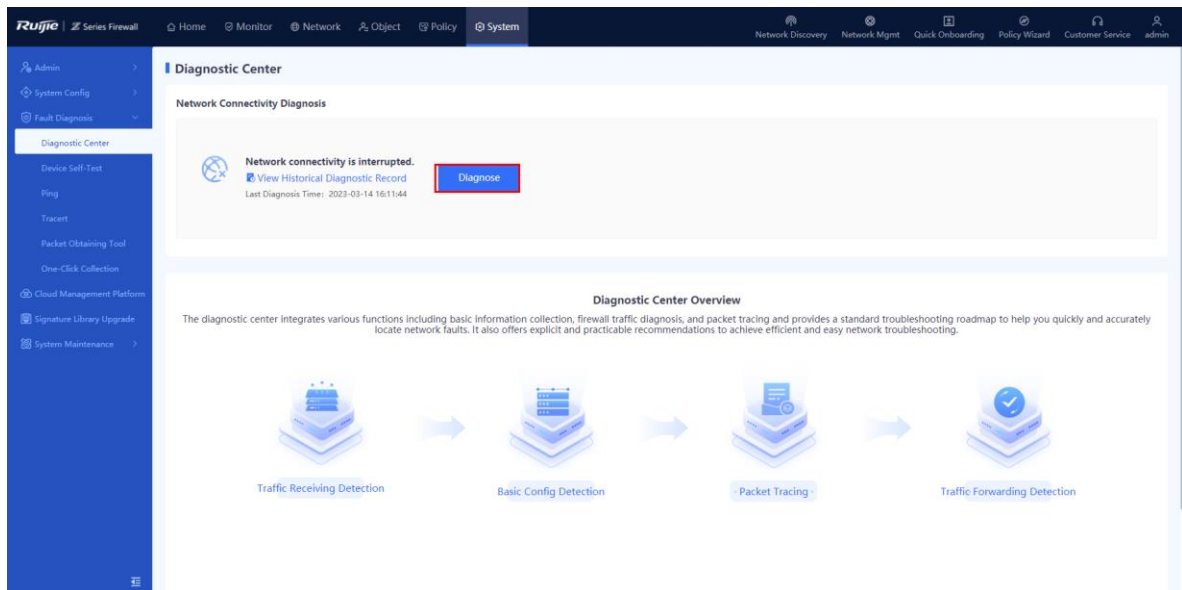 Ruijie | Z Series Firewall
Home Monitor Network Object Policy System
Network Discovery Network Mgmt Quick Onboarding Policy Wizard Customer Service admin
Admin
System Config
Fault Diagnosis
Diagnostic Center
Device Self-Test
Ping
Tracert
Packet Obtaining Tool
One-Click Collection
Cloud Management Platform
Signature Library Upgrade
System Maintenance
Diagnostic Center
Network Connectivity Diagnosis
Network connectivity is interrupted.
View Historical Diagnostic Record
Last Diagnosis Time: 2023-03-14 16:11:44
Diagnose
Diagnostic Center Overview
The diagnostic center integrates various functions including basic information collection, firewall traffic diagnosis, and packet tracing and provides a standard troubleshooting roadmap to help you quickly and accurately
locate network faults. It also offers explicit and practicable recommendations to achieve efficient and easy network troubleshooting.
Traffic Receiving Detection
Basic Config Detection
· Packet Tracing ·
Traffic Forwarding Detection